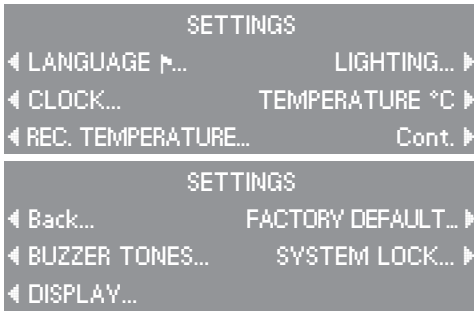 SETTINGS
LANGUAGE ... LIGHTING...
CLOCK... TEMPERATURE °C
REC. TEMPERATURE... Cont.
SETTINGS
Back... FACTORY DEFAULT...
BUZZER TONES... SYSTEM LOCK...
DISPLAY...